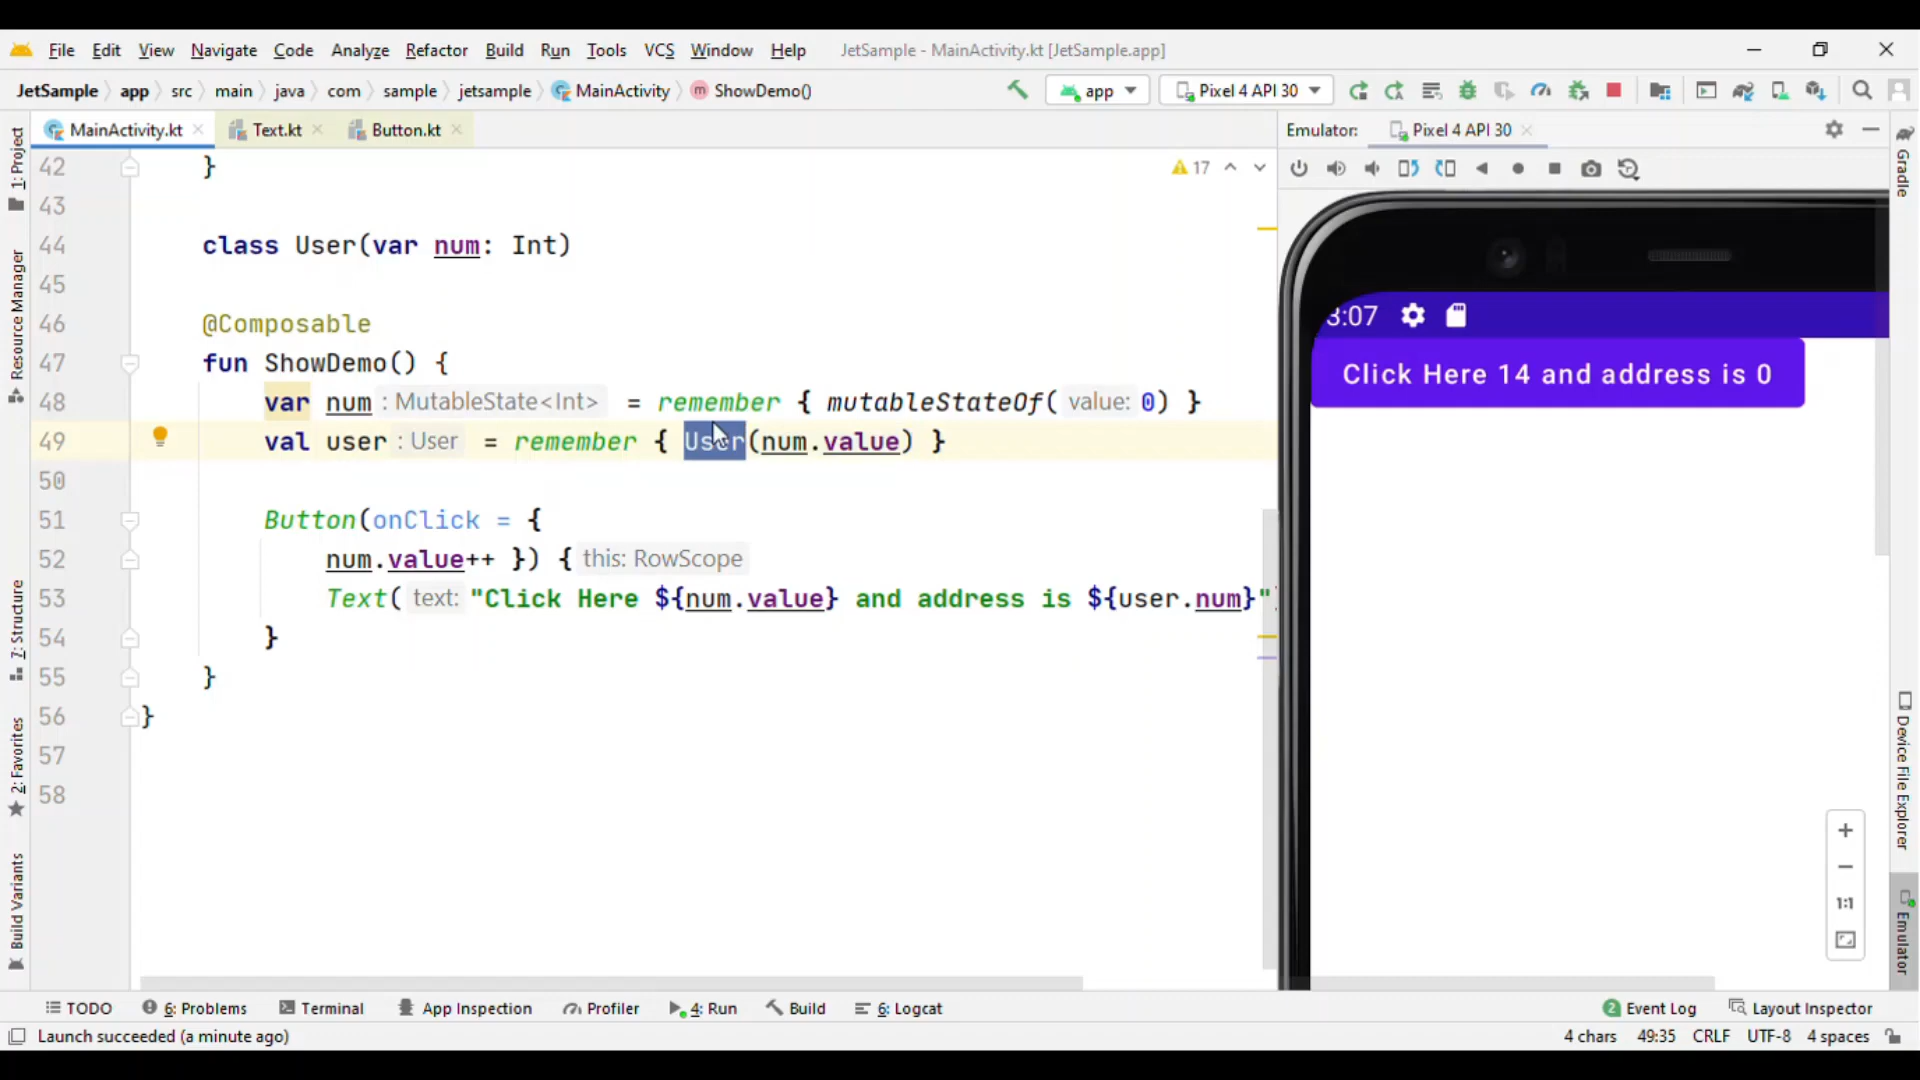 File Edit View Navigate Code Analyze Refactor Build Run Tools VCS Window Help JetSample - MainActivity.kt [JetSample.app]
JetSample app src main java com sample jetsample MainActivity ShowDemo() app Pixel 4 API 30
MainActivity.kt Text.kt Button.kt Emulator: Pixel 4 API 30
42 } 17
43
44 class User(var num: Int)
45
46 @Composable
47 fun ShowDemo() {
48 var num : MutableState<Int> = remember { mutableStateOf( value: 0) }
49 val user : User = remember { User(num.value) }
50
51 Button(onClick = {
52 num.value++ }) { this: RowScope
53 Text( text: "Click Here ${num.value} and address is ${user.num}"
54 }
55 }
56 }
57
58
1: Project
Resource Manager
7: Structure
2: Favorites
Build Variants
3:07
Click Here 14 and address is 0
Gradle
Device File Explorer
Emulator
1:1
TODO 6: Problems Terminal App Inspection Profiler 4: Run Build 6: Logcat 2 Event Log Layout Inspector
Launch succeeded (a minute ago) 4 chars 49:35 CRLF UTF-8 4 spaces